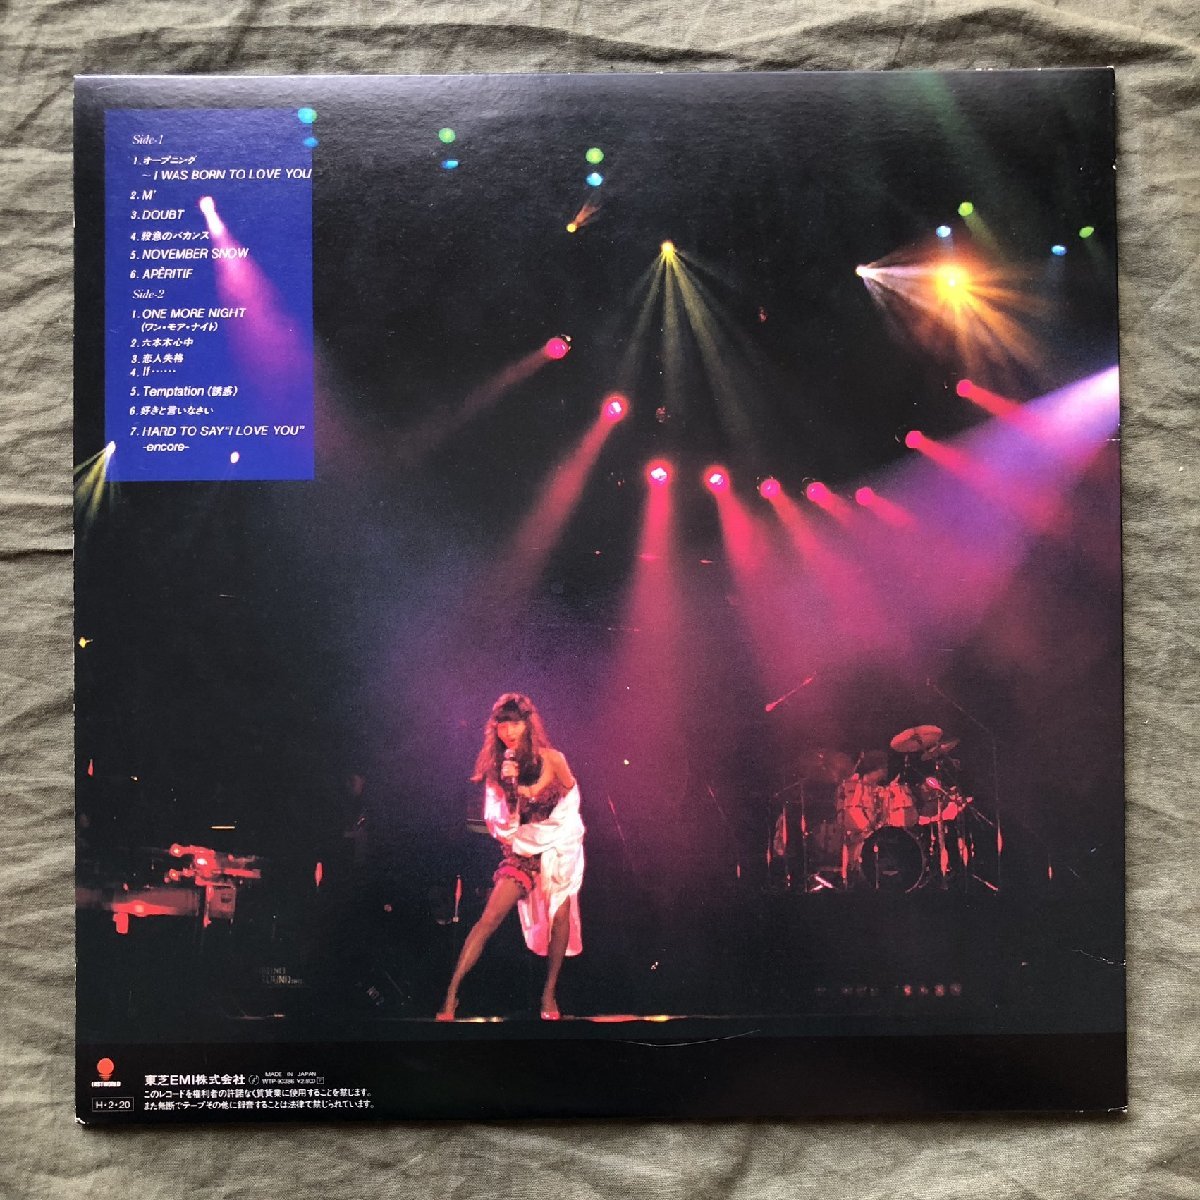 Side-1
1. オープニング
～I WAS BORN TO LOVE YOU
2. M'
3. DOUBT
4. 緊急のバカンス
5. NOVEMBER SNOW
6. APÉRITIF
Side-2
1. ONE MORE NIGHT
(ワン・モア・ナイト)
2. 六本木心中
3. 恋人失格
4. If……
5. Temptation (誘惑)
6. 好きと言いなさい
7. HARD TO SAY "I LOVE YOU"
-encore-
EASTWORLD
東芝EMI株式会社 MADE IN JAPAN
H・2・20
このレコードを権利者の許諾なく賃貸業に使用することを禁じます。
また無断でテープその他に録音することは法律で禁じられています。